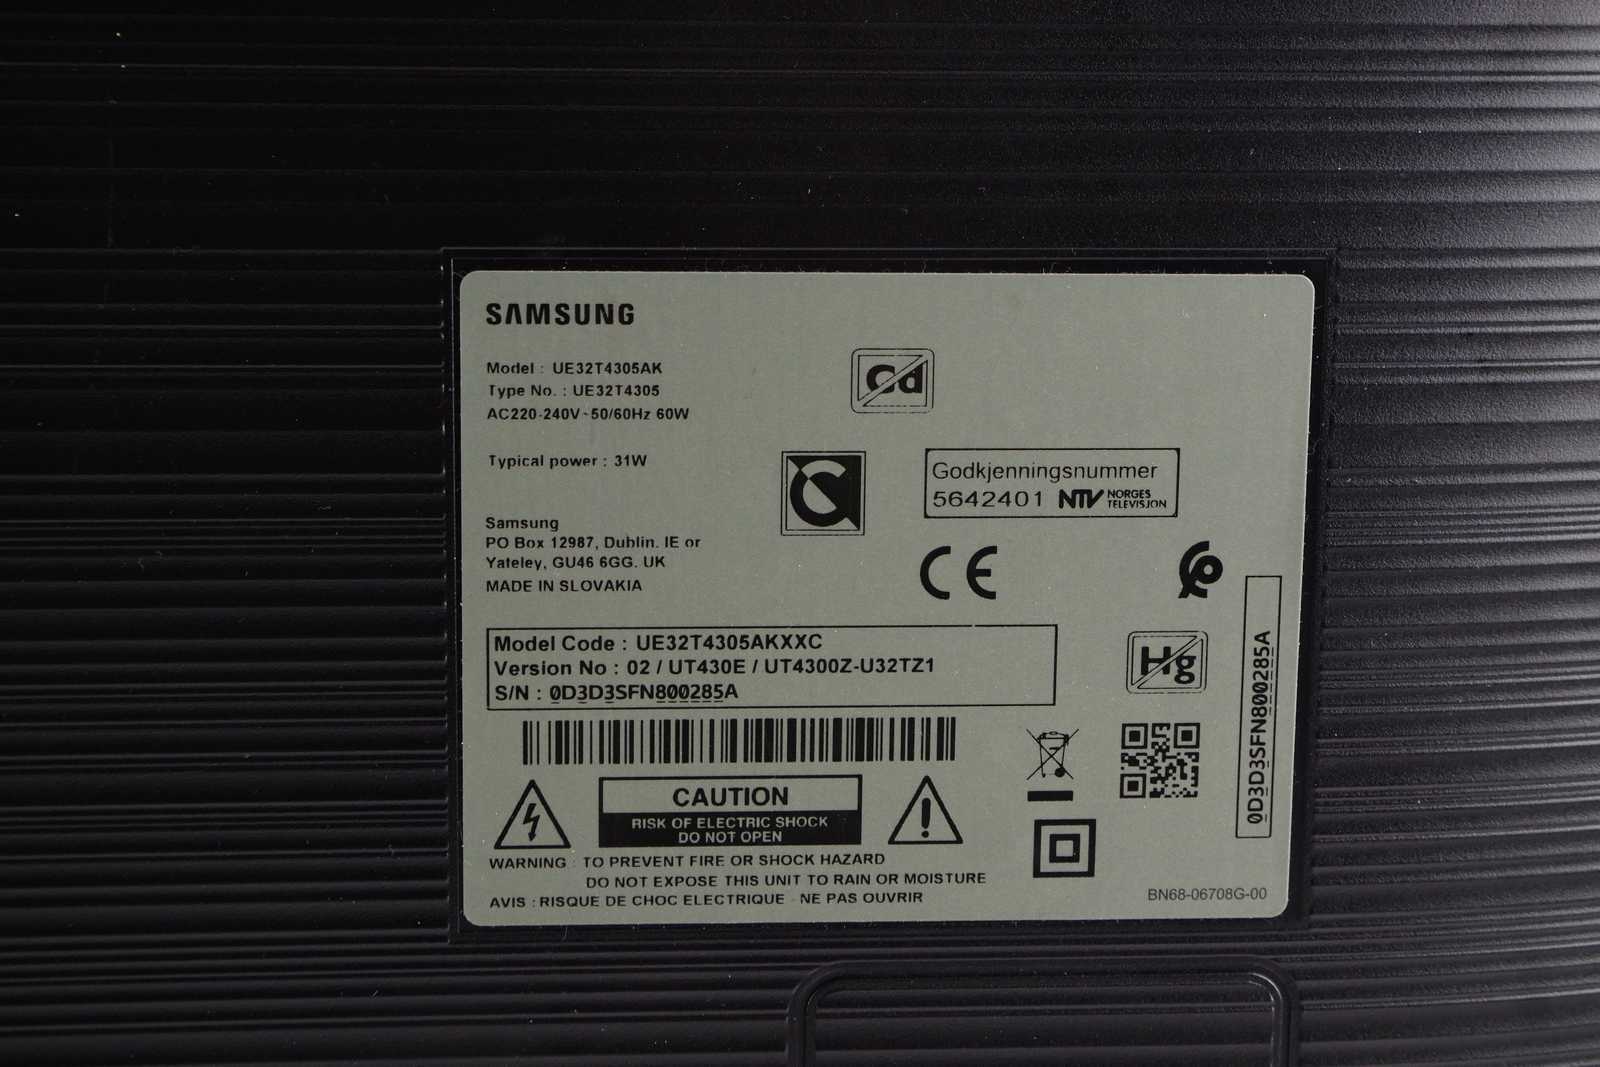 SAMSUNG
Model : UE32T4305AK
Type No. : UE32T4305
AC220-240V~50/60Hz 60W
Typical power : 31W
Samsung
PO Box 12987, Dublin. IE or
Yateley, GU46 6GG. UK
MADE IN SLOVAKIA
Cd
Godkjenningsnummer
5642401 NTV NORGES TELEVISJON
CE
Model Code : UE32T4305AKXXC
Version No : 02 / UT430E / UT4300Z-U32TZ1
S/N : 0D3D3SFN800285A
Hg
0D3D3SFN800285A
CAUTION
RISK OF ELECTRIC SHOCK
DO NOT OPEN
WARNING : TO PREVENT FIRE OR SHOCK HAZARD
DO NOT EXPOSE THIS UNIT TO RAIN OR MOISTURE
AVIS : RISQUE DE CHOC ELECTRIQUE - NE PAS OUVRIR
BN68-06708G-00